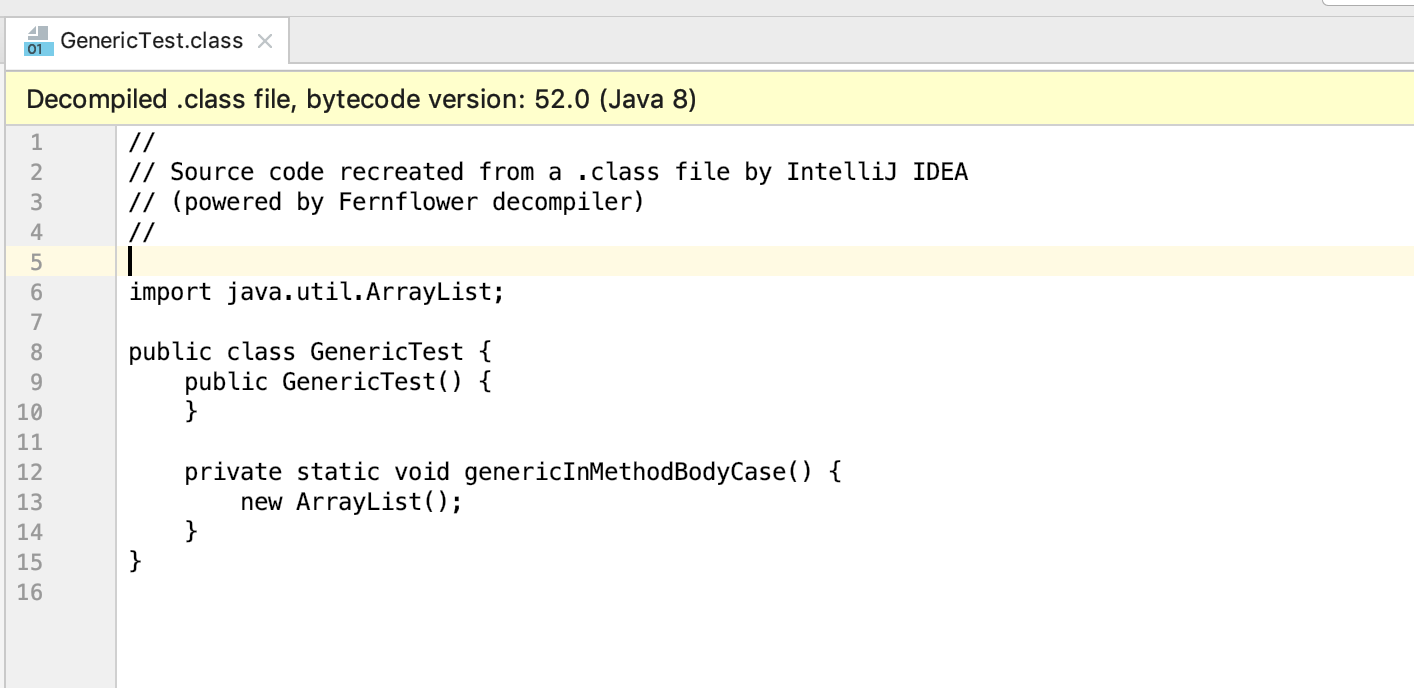 01 GenericTest.class
Decompiled .class file, bytecode version: 52.0 (Java 8)
1 //
2 // Source code recreated from a .class file by IntelliJ IDEA
3 // (powered by Fernflower decompiler)
4 //
5
6 import java.util.ArrayList;
7
8 public class GenericTest {
9     public GenericTest() {
10     }
11
12     private static void genericInMethodBodyCase() {
13         new ArrayList();
14     }
15 }
16